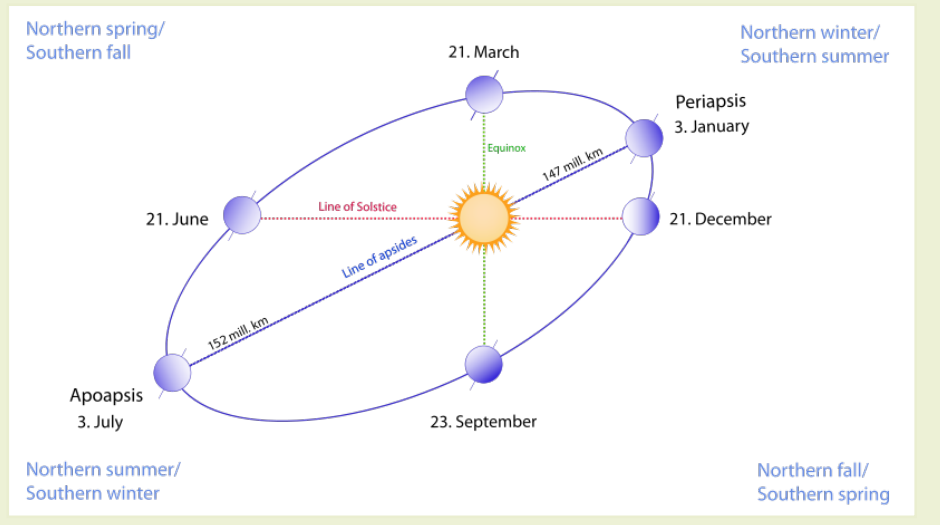 Northern spring/
Southern fall
21. March
Northern winter/
Southern summer
Periapsis
3. January
Equinox
147 mill. km
21. June
Line of Solstice
21. December
Line of apsides
152 mill. km
Apoapsis
3. July
23. September
Northern summer/
Southern winter
Northern fall/
Southern spring